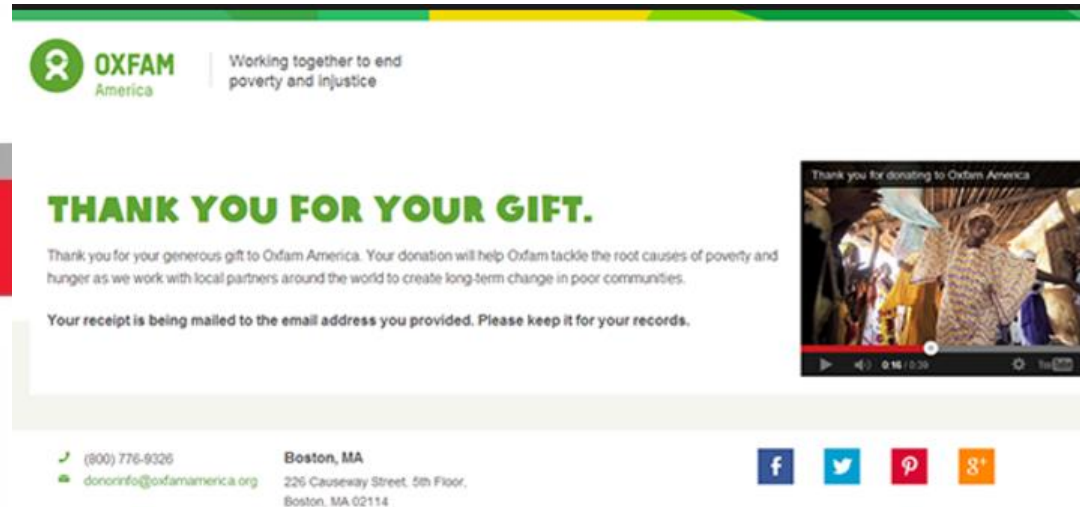 OXFAM
America
Working together to end
poverty and injustice
THANK YOU FOR YOUR GIFT.
Thank you for your generous gift to Oxfam America. Your donation will help Oxfam tackle the root causes of poverty and
hunger as we work with local partners around the world to create long-term change in poor communities.
Your receipt is being mailed to the email address you provided. Please keep it for your records.
Thank you for donating to Oxfam America
0:16 / 0:39
YouTube
(800) 776-9326
donorinfo@oxfamamerica.org
Boston, MA
226 Causeway Street, 5th Floor,
Boston, MA 02114
f
g+